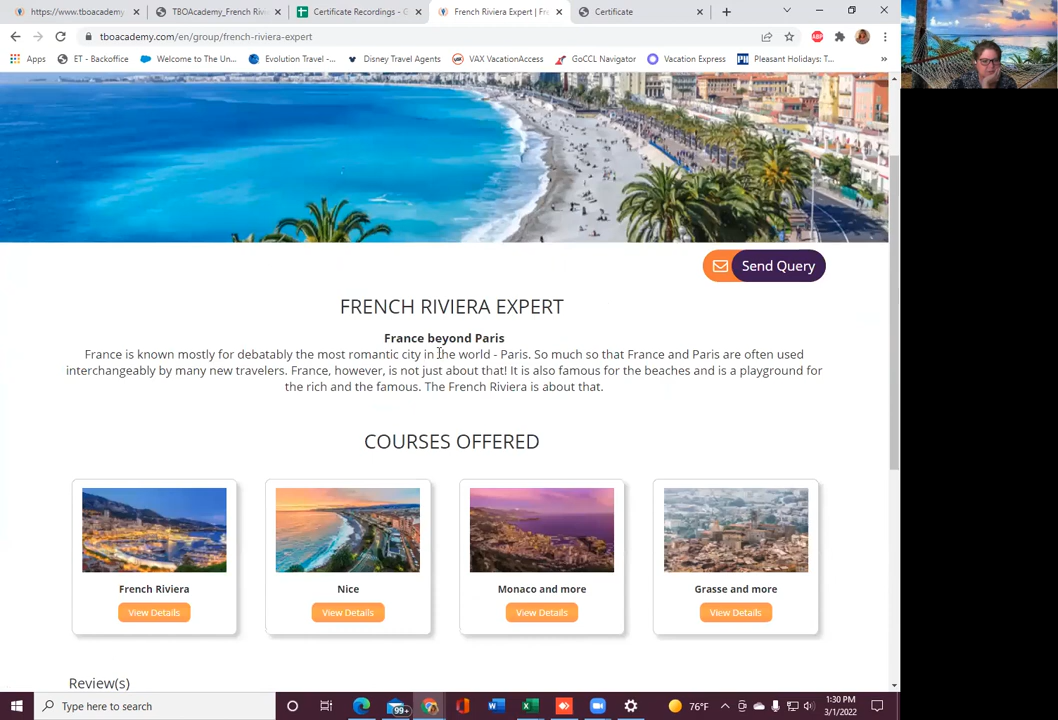 https://www.tboacademy
TBOAcademy_French Riv
Certificate Recordings - G
French Riviera Expert | Fr
Certificate
tboacademy.com/en/group/french-riviera-expert
ABP
Apps
ET - Backoffice
Welcome to The Un...
Evolution Travel -...
Disney Travel Agents
VAX VacationAccess
GoCCL Navigator
Vacation Express
PH
Pleasant Holidays: T...
»
Send Query
FRENCH RIVIERA EXPERT
France beyond Paris
France is known mostly for debatably the most romantic city in the world - Paris. So much so that France and Paris are often used
interchangeably by many new travelers. France, however, is not just about that! It is also famous for the beaches and is a playground for
the rich and the famous. The French Riviera is about that.
COURSES OFFERED
French Riviera
Nice
Monaco and more
Grasse and more
View Details
View Details
View Details
View Details
Review(s)
Type here to search
99+
76°F
1:30 PM
3/1/2022